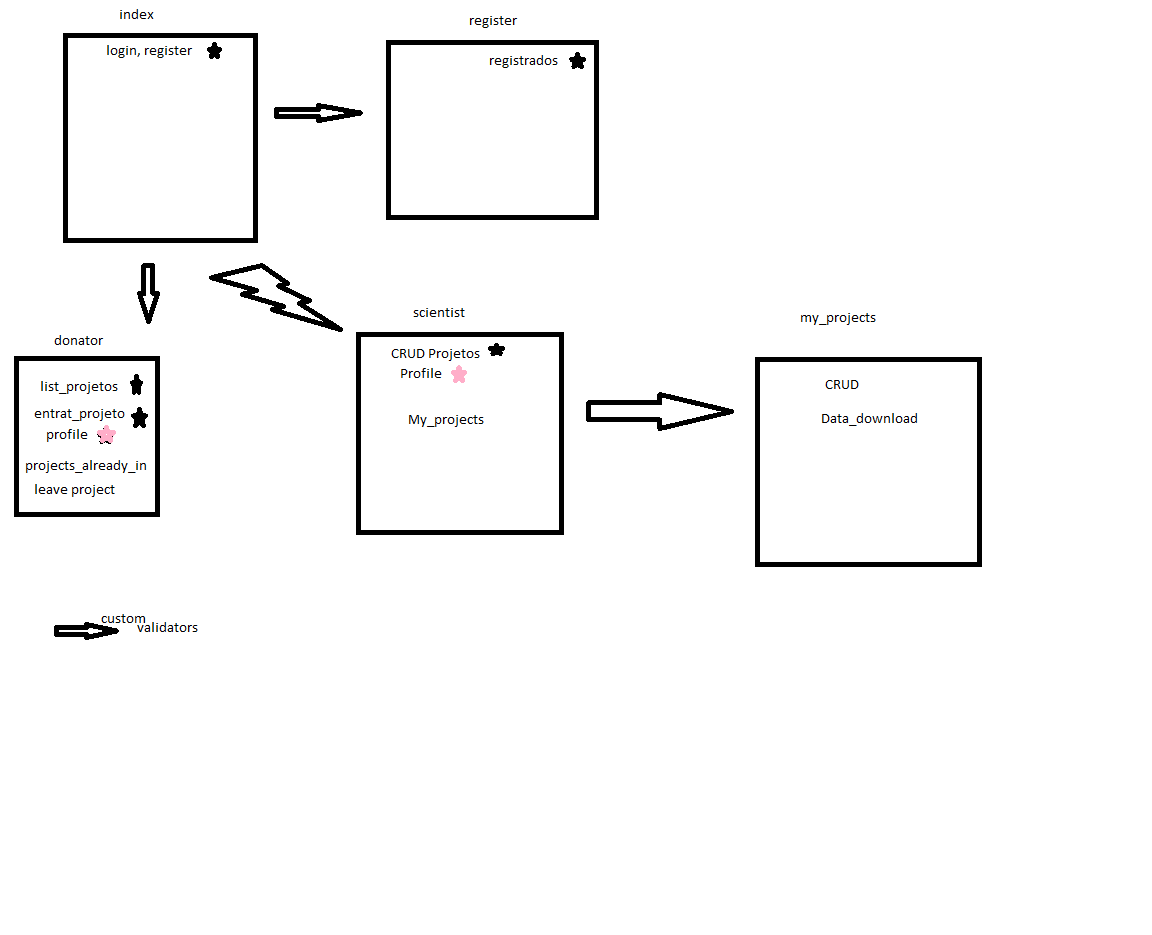 index
login, register
register
registrados
donator
list_projetos
entrat_projeto
profile
projects_already_in
leave project
scientist
CRUD Projetos
Profile
My_projects
my_projects
CRUD
Data_download
custom
validators